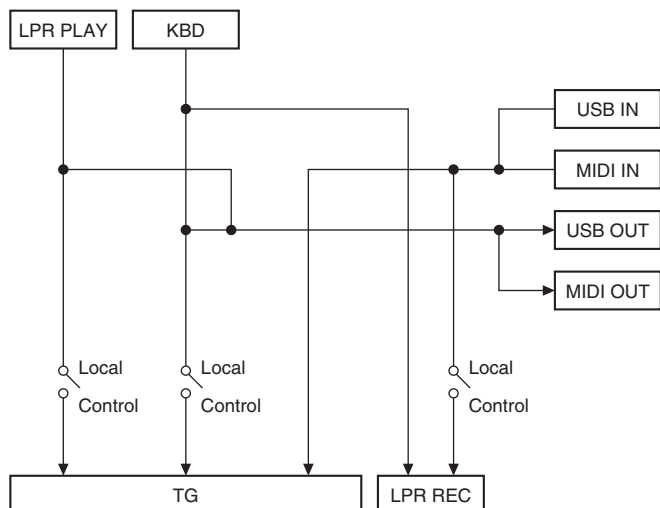 LPR PLAY
KBD
USB IN
MIDI IN
USB OUT
MIDI OUT
Local
Control
Local
Control
Local
Control
TG
LPR REC